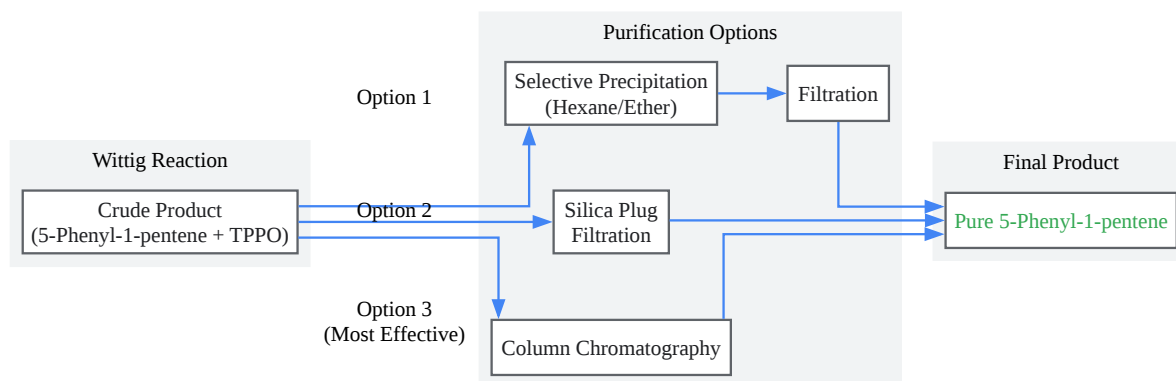 Purification Options
Option 1
Selective Precipitation
(Hexane/Ether)
Filtration
Wittig Reaction
Crude Product
(5-Phenyl-1-pentene + TPPO)
Option 2
Silica Plug
Filtration
Final Product
Pure 5-Phenyl-1-pentene
Option 3
(Most Effective)
Column Chromatography